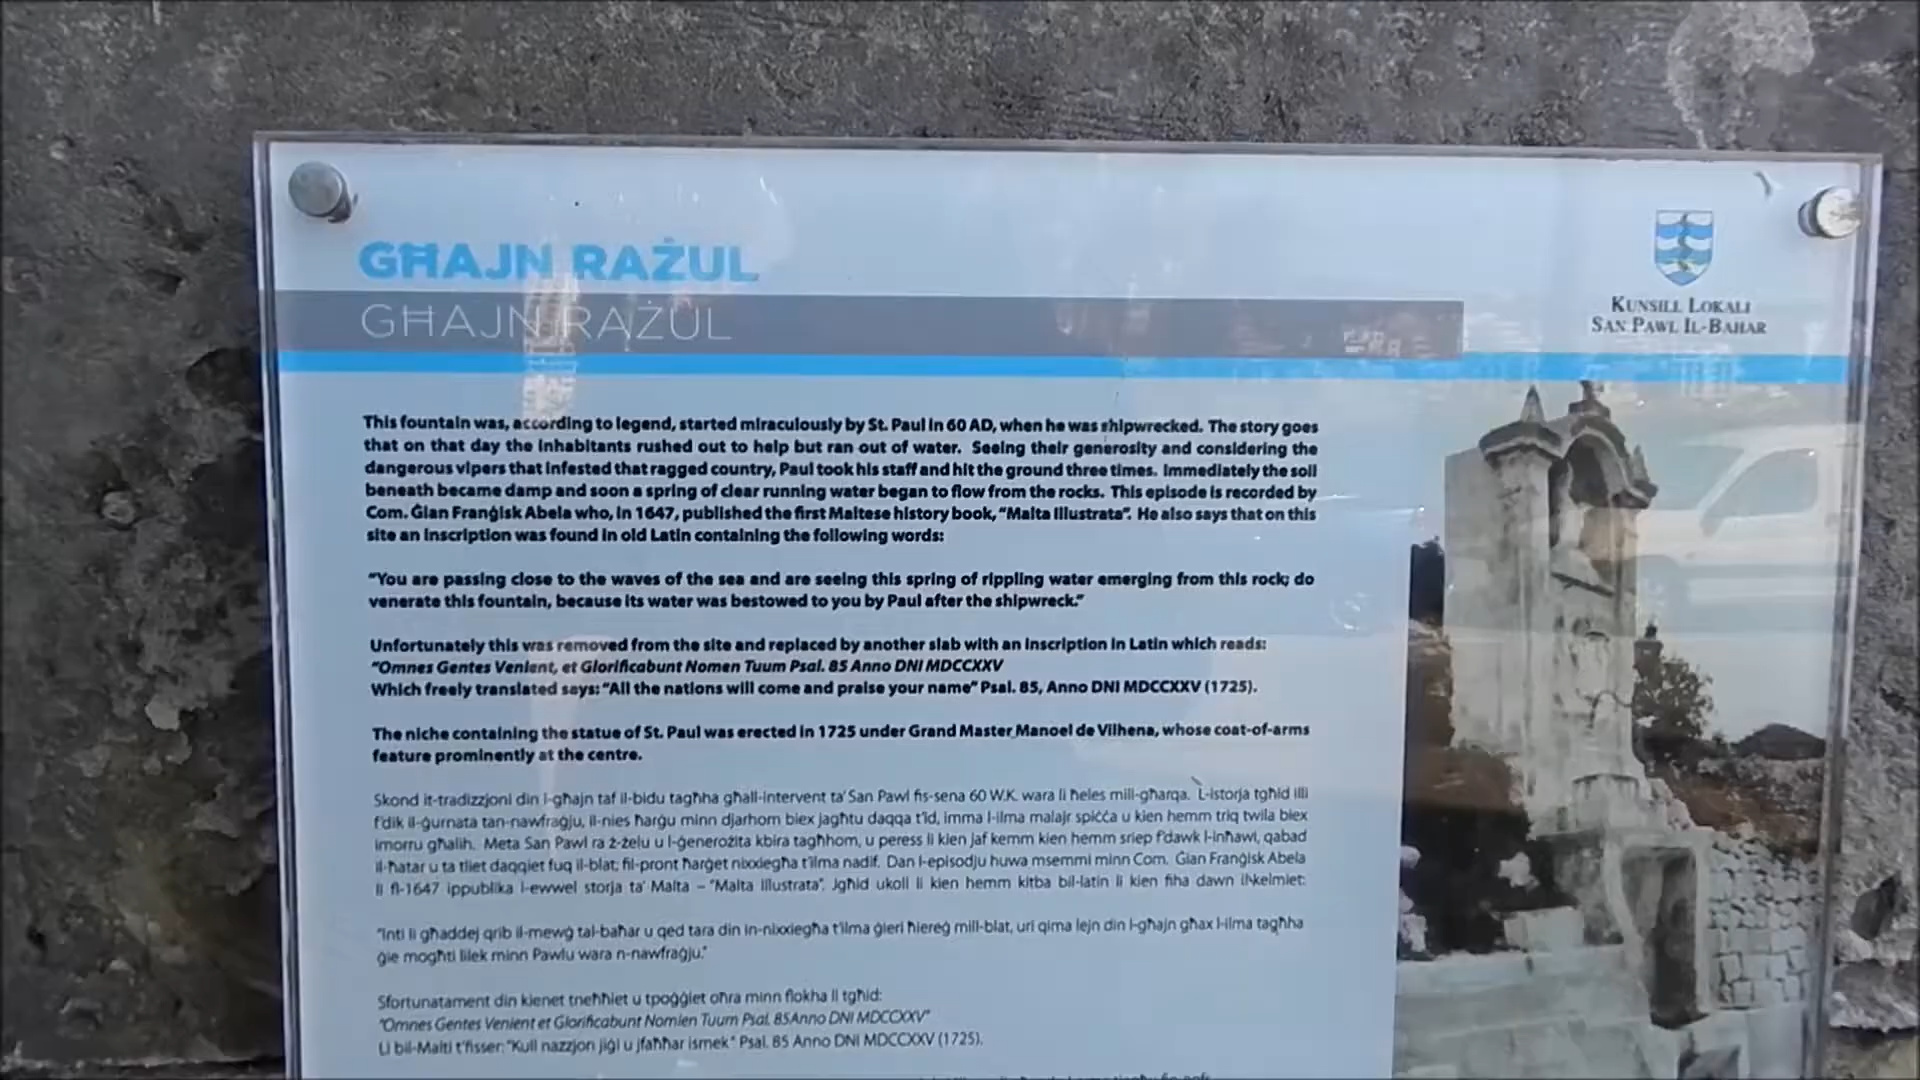 GĦAJN RAŻUL
GĦAJN RAŻUL
KUNSILL LOKALI
SAN PAWL IL-BAĦAR
This fountain was, according to legend, started miraculously by St. Paul in 60 AD, when he was shipwrecked. The story goes
that on that day the inhabitants rushed out to help but ran out of water. Seeing their generosity and considering the
dangerous vipers that infested that ragged country, Paul took his staff and hit the ground three times. Immediately the soil
beneath became damp and soon a spring of clear running water began to flow from the rocks. This episode is recorded by
Com. Ġian Franġisk Abela who, in 1647, published the first Maltese history book, "Malta Illustrata". He also says that on this
site an inscription was found in old Latin containing the following words:
"You are passing close to the waves of the sea and are seeing this spring of rippling water emerging from this rock; do
venerate this fountain, because its water was bestowed to you by Paul after the shipwreck."
Unfortunately this was removed from the site and replaced by another slab with an inscription in Latin which reads:
"Omnes Gentes Venient, et Glorificabunt Nomen Tuum Psal. 85 Anno DNI MDCCXXV
Which freely translated says: "All the nations will come and praise your name" Psal. 85, Anno DNI MDCCXXV (1725).
The niche containing the statue of St. Paul was erected in 1725 under Grand Master Manoel de Vilhena, whose coat-of-arms
feature prominently at the centre.
Skond it-tradizzjoni din l-għajn taf il-bidu tagħha għall-intervent ta' San Pawl fis-sena 60 W.K. wara li ħeles mill-għarqa. L-istorja tgħid illi
f'dik il-ġurnata tan-nawfraġju, il-nies ħarġu minn djarhom biex jagħtu daqqa t'id, imma l-ilma malajr spiċċa u kien hemm triq twila biex
imorru għalih. Meta San Pawl ra ż-żelu u l-ġenerożita kbira tagħhom, u peress li kien jaf kemm kien hemm sriep f'dawk l-inħawi, qabad
il-ħatar u ta tliet daqqiet fuq il-blat; fil-pront ħarġet nixxiegħa t'ilma nadif. Dan l-episodju huwa msemmi minn Com. Gian Franġisk Abela
li fl-1647 ippublika l-ewwel storja ta' Malta – "Malta Illustrata". Jgħid ukoll li kien hemm kitba bil-latin li kien fiha dawn il-kelmiet:
"Inti li għaddej qrib il-mewġ tal-baħar u qed tara din in-nixxiegħa t'ilma ġieri ħiereġ mill-blat, uri qima lejn din l-għajn għax l-ilma tagħha
ġie mogħti lilek minn Pawlu wara n-nawfraġju."
Sfortunatament din kienet tneħħiet u tpoġġiet oħra minn flokha li tgħid:
"Omnes Gentes Venient et Glorificabunt Nomien Tuum Psal. 85Anno DNI MDCCXXV"
Li bil-Malti t'fisser: "Kull nazzjon jiġi u jfaħħar ismek" Psal. 85 Anno DNI MDCCXXV (1725).